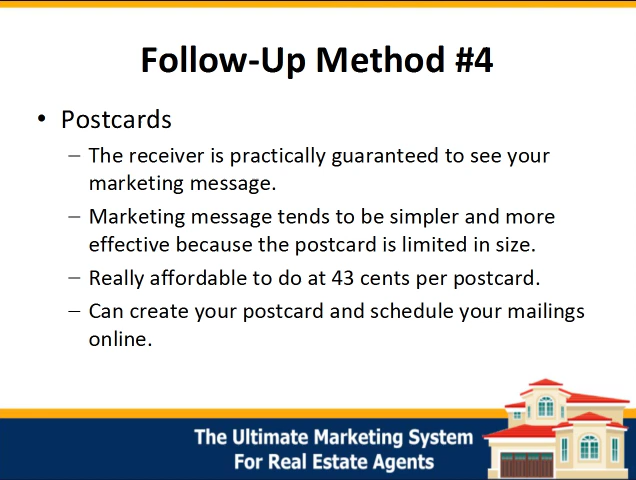 Follow-Up Method #4
• Postcards
– The receiver is practically guaranteed to see your
marketing message.
– Marketing message tends to be simpler and more
effective because the postcard is limited in size.
– Really affordable to do at 43 cents per postcard.
– Can create your postcard and schedule your mailings
online.
The Ultimate Marketing System
For Real Estate Agents